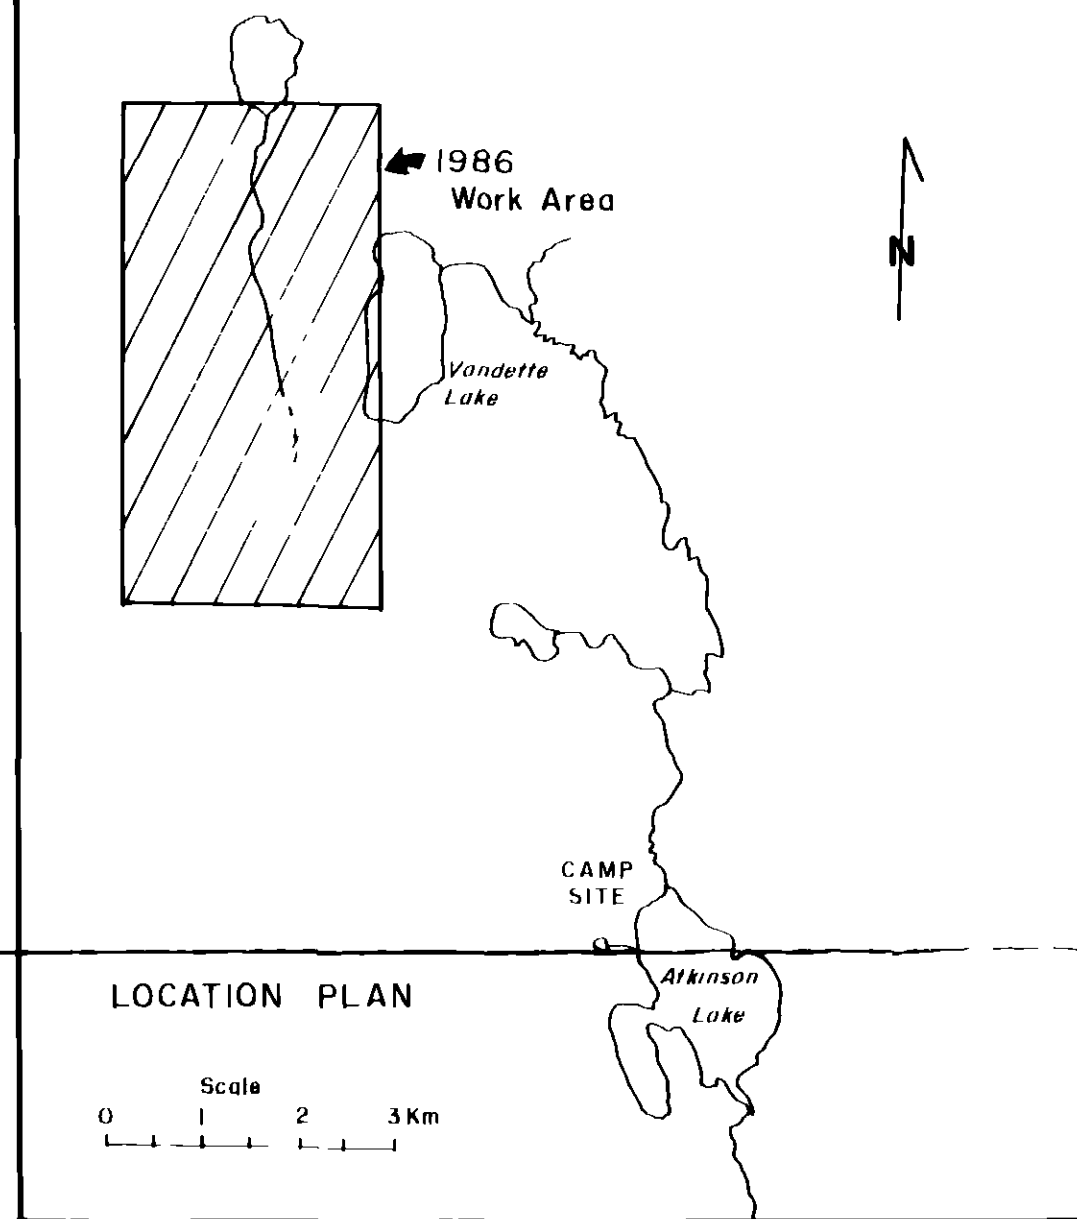 1986
Work Area
N
Vandette
Lake
CAMP
SITE
Atkinson
Lake
LOCATION PLAN
Scale
0 1 2 3 Km